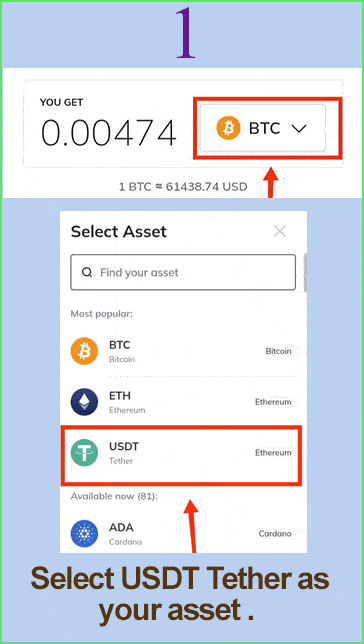 1
YOU GET
0.00474 BTC
1 BTC ≈ 61438.74 USD
Select Asset
Find your asset
Most popular:
BTC
Bitcoin
Bitcoin
ETH
Ethereum
Ethereum
USDT
Tether
Ethereum
Available now (81):
ADA
Cardano
Cardano
Select USDT Tether as
your asset .